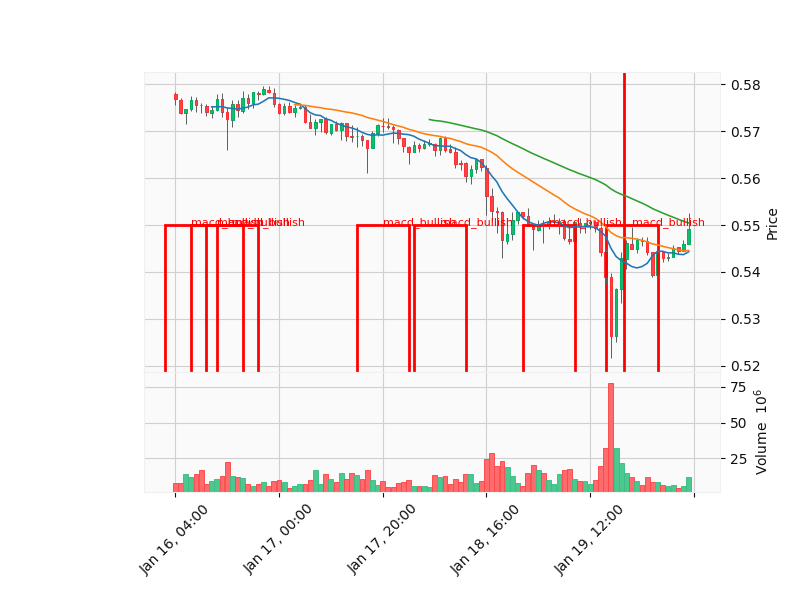 0.58
0.57
0.56
0.55
0.54
0.53
0.52
Price
macd_bullish
macd_bullish
macd_bullish
macd_bullish
macd_bullish
macd_bullish
75
50
25
Volume 10⁶
Jan 16, 04:00
Jan 17, 00:00
Jan 17, 20:00
Jan 18, 16:00
Jan 19, 12:00